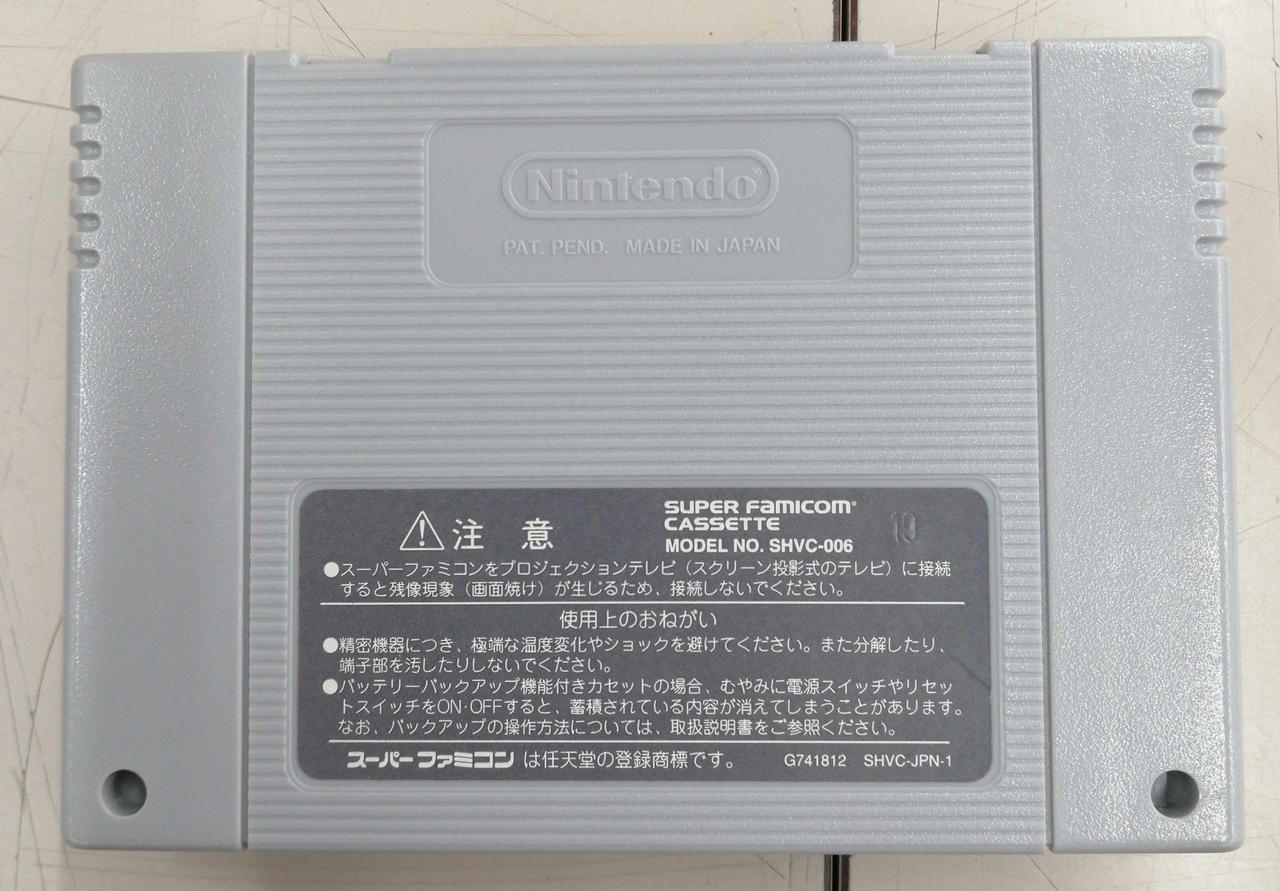 Nintendo
PAT. PEND. MADE IN JAPAN
注 意
SUPER FAMICOM®
CASSETTE
MODEL NO. SHVC-006
19
●スーパーファミコンをプロジェクションテレビ（スクリーン投影式のテレビ）に接続
すると残像現象（画面焼け）が生じるため、接続しないでください。
使用上のおねがい
●精密機器につき、極端な温度変化やショックを避けてください。また分解したり、
端子部を汚したりしないでください。
●バッテリーバックアップ機能付きカセットの場合、むやみに電源スイッチやリセッ
トスイッチをON·OFFすると、蓄積されている内容が消えてしまうことがあります。
なお、バックアップの操作方法については、取扱説明書をご参照ください。
スーパーファミコンは任天堂の登録商標です。 G741812 SHVC-JPN-1